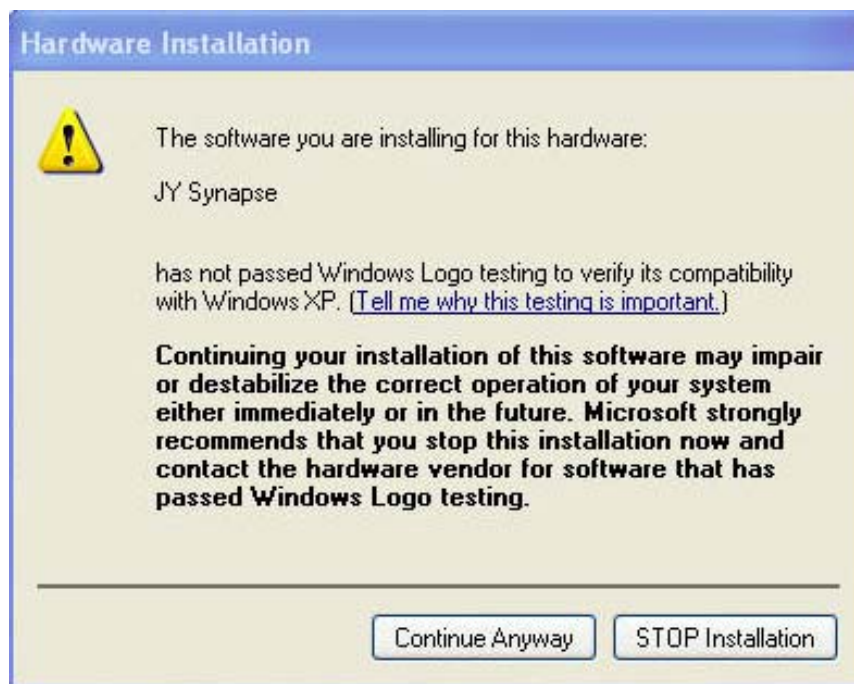 Hardware Installation
The software you are installing for this hardware:
JY Synapse
has not passed Windows Logo testing to verify its compatibility
with Windows XP. (Tell me why this testing is important.)
Continuing your installation of this software may impair
or destabilize the correct operation of your system
either immediately or in the future. Microsoft strongly
recommends that you stop this installation now and
contact the hardware vendor for software that has
passed Windows Logo testing.
Continue Anyway
STOP Installation